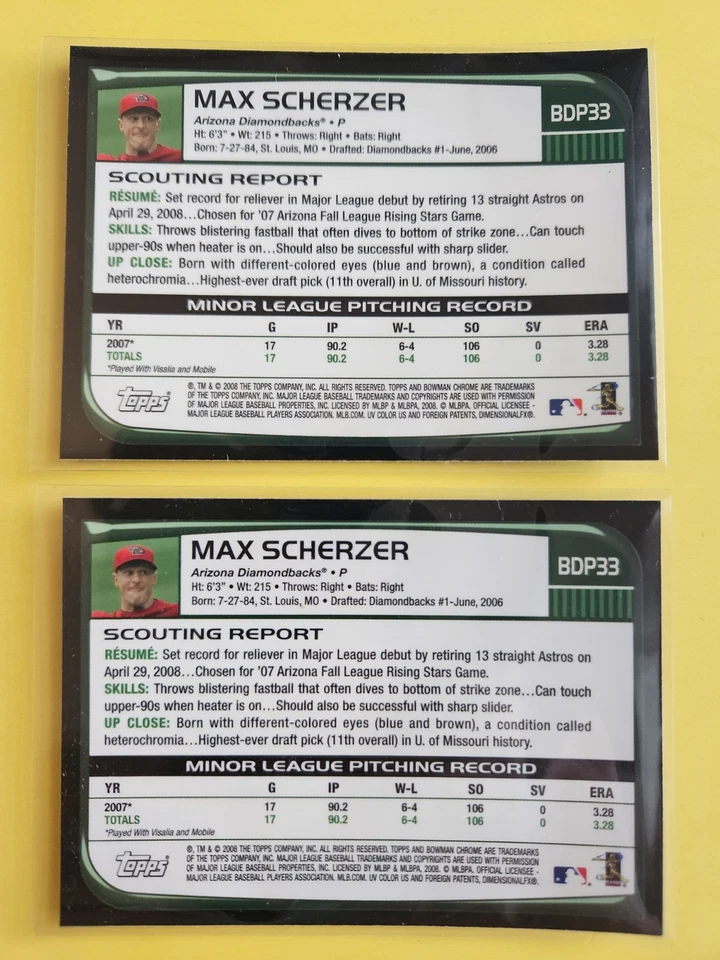 MAX SCHERZER
BDP33
Arizona Diamondbacks® • P
Ht: 6'3" • Wt: 215 • Throws: Right • Bats: Right
Born: 7-27-84, St. Louis, MO • Drafted: Diamondbacks #1-June, 2006
SCOUTING REPORT
RÉSUMÉ: Set record for reliever in Major League debut by retiring 13 straight Astros on
April 29, 2008...Chosen for '07 Arizona Fall League Rising Stars Game.
SKILLS: Throws blistering fastball that often dives to bottom of strike zone...Can touch
upper-90s when heater is on...Should also be successful with sharp slider.
UP CLOSE: Born with different-colored eyes (blue and brown), a condition called
heterochromia...Highest-ever draft pick (11th overall) in U. of Missouri history.
MINOR LEAGUE PITCHING RECORD
YR G IP W-L SO SV ERA
2007* 17 90.2 6-4 106 0 3.28
TOTALS 17 90.2 6-4 106 0 3.28
*Played With Visalia and Mobile
Topps
®, TM & © 2008 THE TOPPS COMPANY, INC. ALL RIGHTS RESERVED. TOPPS AND BOWMAN CHROME ARE TRADEMARKS
OF THE TOPPS COMPANY, INC. MAJOR LEAGUE BASEBALL TRADEMARKS AND COPYRIGHTS ARE USED WITH PERMISSION
OF MAJOR LEAGUE BASEBALL PROPERTIES, INC. LICENSED BY MLBP & MLBPA, 2008. © MLBPA. OFFICIAL LICENSEE -
MAJOR LEAGUE BASEBALL PLAYERS ASSOCIATION. MLB.COM. UV COLOR US AND FOREIGN PATENTS, DIMENSIONALFX®.
MAX SCHERZER
BDP33
Arizona Diamondbacks® • P
Ht: 6'3" • Wt: 215 • Throws: Right • Bats: Right
Born: 7-27-84, St. Louis, MO • Drafted: Diamondbacks #1-June, 2006
SCOUTING REPORT
RÉSUMÉ: Set record for reliever in Major League debut by retiring 13 straight Astros on
April 29, 2008...Chosen for '07 Arizona Fall League Rising Stars Game.
SKILLS: Throws blistering fastball that often dives to bottom of strike zone...Can touch
upper-90s when heater is on...Should also be successful with sharp slider.
UP CLOSE: Born with different-colored eyes (blue and brown), a condition called
heterochromia...Highest-ever draft pick (11th overall) in U. of Missouri history.
MINOR LEAGUE PITCHING RECORD
YR G IP W-L SO SV ERA
2007* 17 90.2 6-4 106 0 3.28
TOTALS 17 90.2 6-4 106 0 3.28
*Played With Visalia and Mobile
Topps
®, TM & © 2008 THE TOPPS COMPANY, INC. ALL RIGHTS RESERVED. TOPPS AND BOWMAN CHROME ARE TRADEMARKS
OF THE TOPPS COMPANY, INC. MAJOR LEAGUE BASEBALL TRADEMARKS AND COPYRIGHTS ARE USED WITH PERMISSION
OF MAJOR LEAGUE BASEBALL PROPERTIES, INC. LICENSED BY MLBP & MLBPA, 2008. © MLBPA. OFFICIAL LICENSEE -
MAJOR LEAGUE BASEBALL PLAYERS ASSOCIATION. MLB.COM. UV COLOR US AND FOREIGN PATENTS, DIMENSIONALFX®.